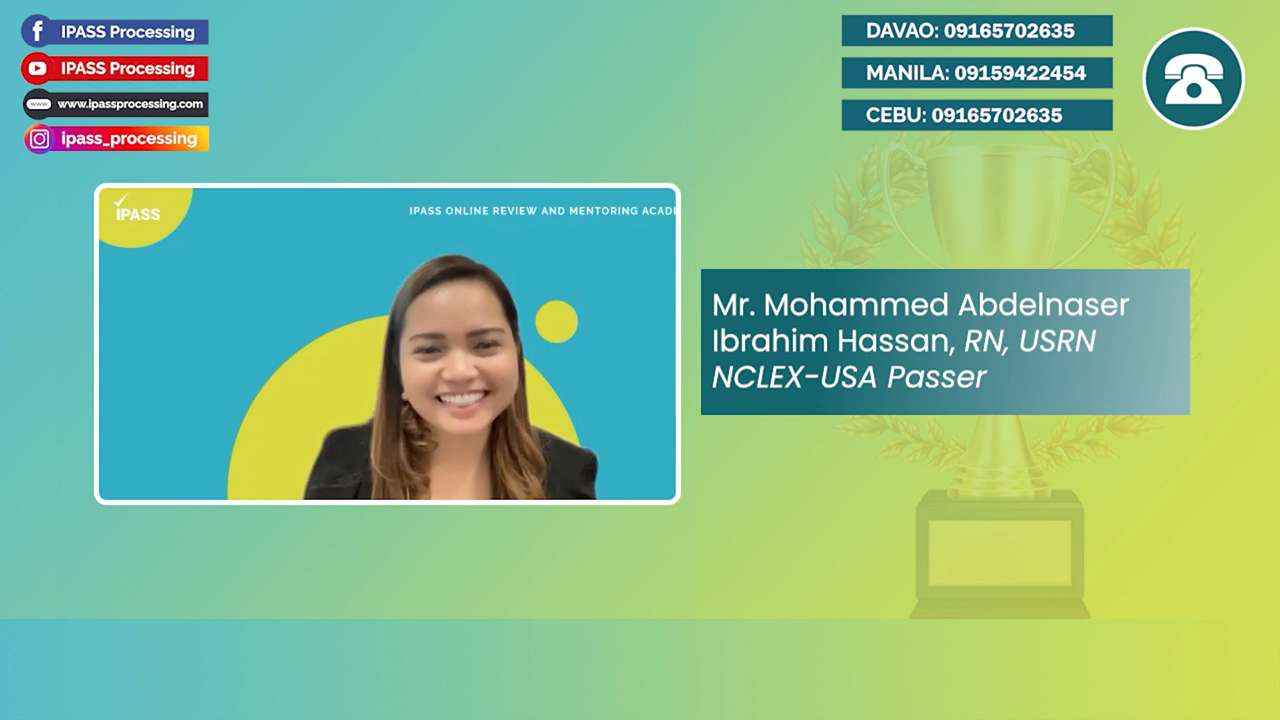 IPASS Processing
IPASS Processing
www www.ipassprocessing.com
ipass_processing
DAVAO: 09165702635
MANILA: 09159422454
CEBU: 09165702635
IPASS
IPASS ONLINE REVIEW AND MENTORING ACADE
Mr. Mohammed Abdelnaser
Ibrahim Hassan, RN, USRN
NCLEX-USA Passer